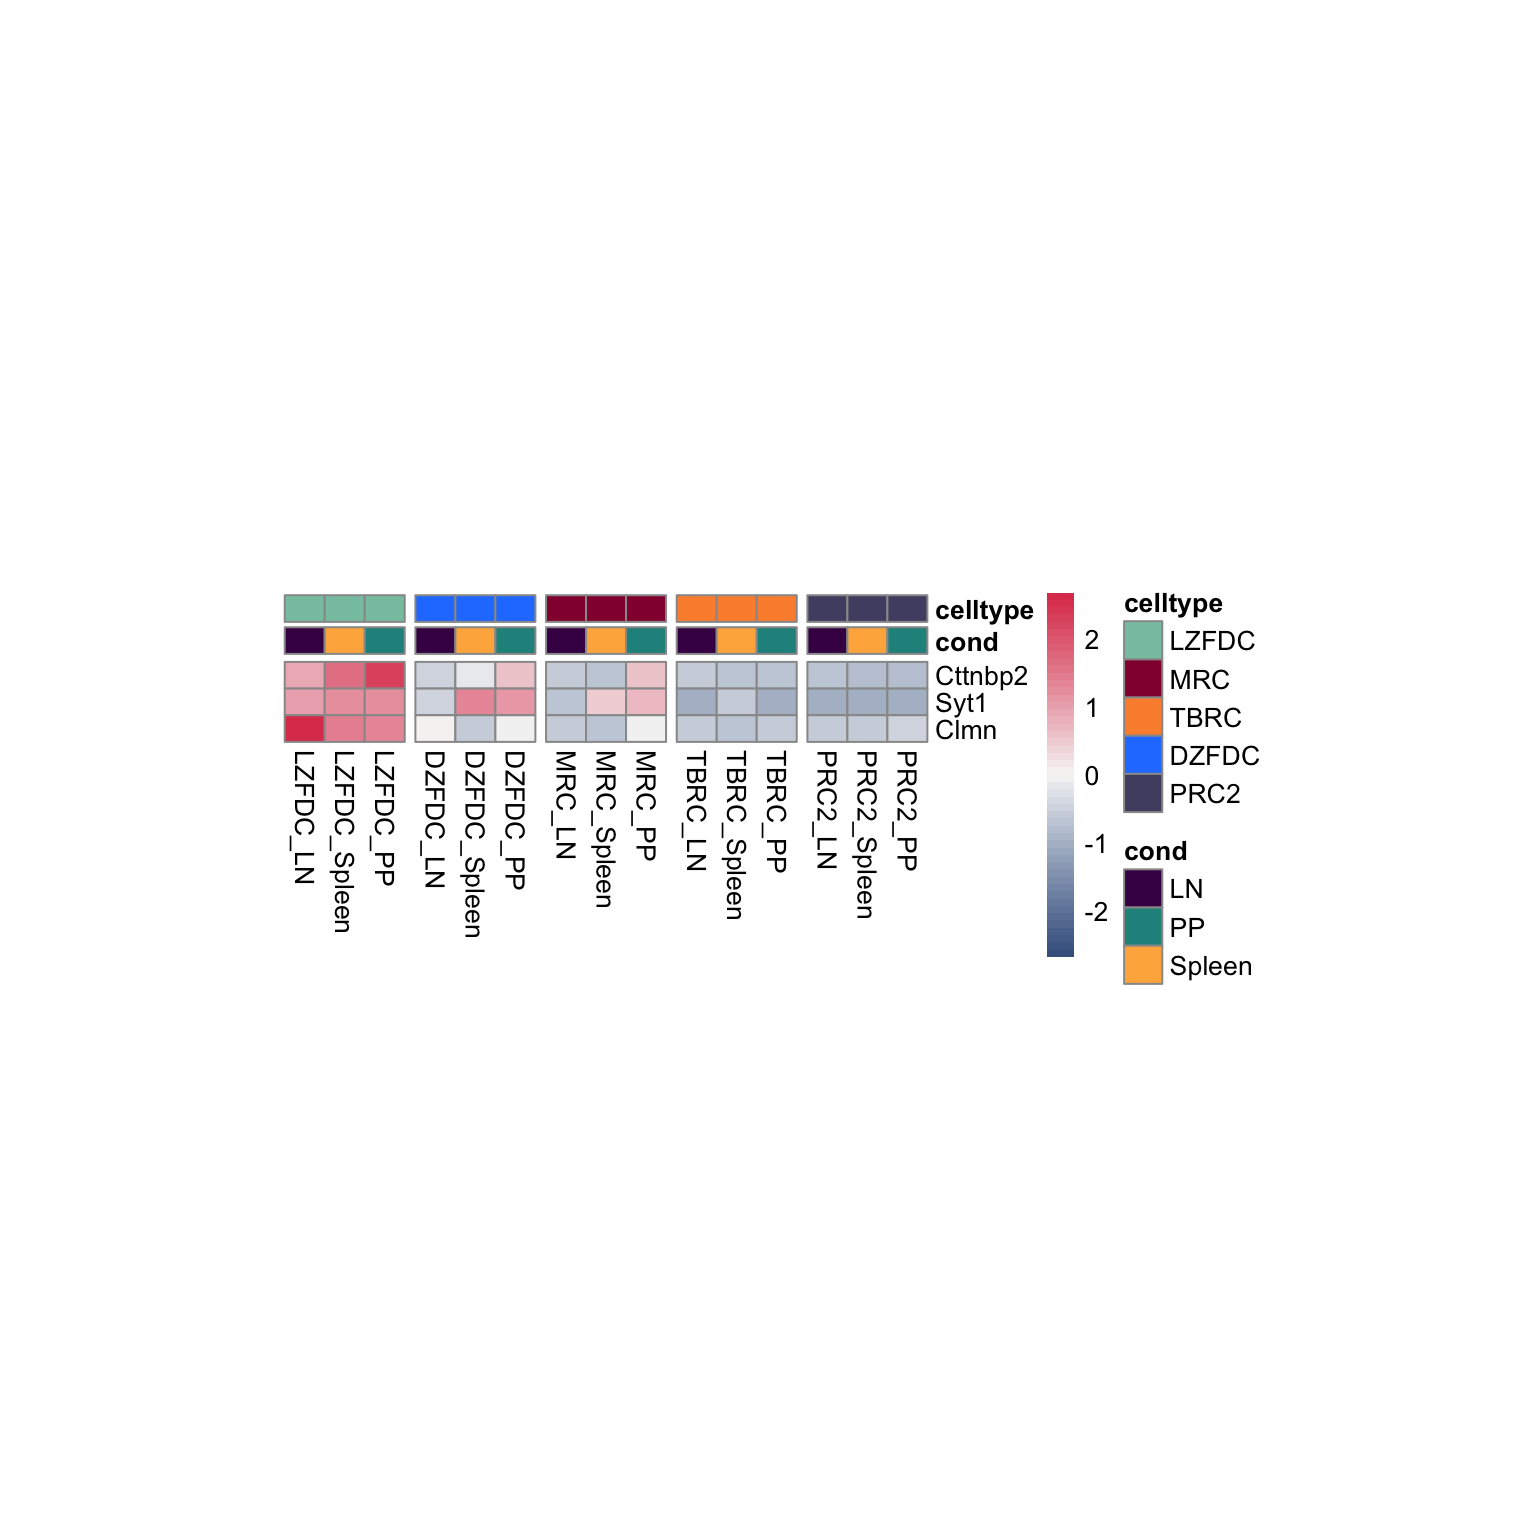 celltype
cond
Cttnbp2
Syt1
Clmn
LZFDC_LN
LZFDC_Spleen
LZFDC_PP
DZFDC_LN
DZFDC_Spleen
DZFDC_PP
MRC_LN
MRC_Spleen
MRC_PP
TBRC_LN
TBRC_Spleen
TBRC_PP
PRC2_LN
PRC2_Spleen
PRC2_PP
2
1
0
-1
-2
celltype
LZFDC
MRC
TBRC
DZFDC
PRC2
cond
LN
PP
Spleen